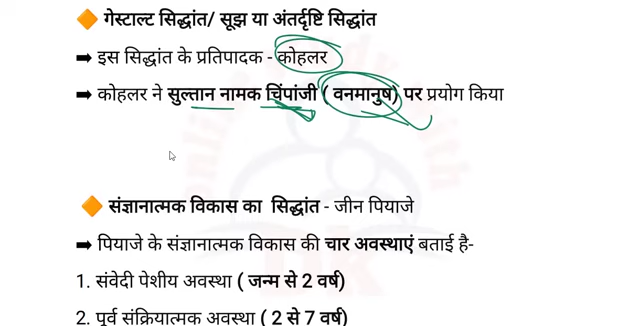 🔶 गेस्टाल्ट सिद्धांत/ सूझ या अंतर्दृष्टि सिद्धांत
➡ इस सिद्धांत के प्रतिपादक - कोहलर
➡ कोहलर ने सुल्तान नामक चिंपांजी ( वनमानुष) पर प्रयोग किया
🔶 संज्ञानात्मक विकास का सिद्धांत - जीन पियाजे
➡ पियाजे के संज्ञानात्मक विकास की चार अवस्थाएं बताई है-
1. संवेदी पेशीय अवस्था ( जन्म से 2 वर्ष)
2. पूर्व संक्रियात्मक अवस्था ( 2 से 7 वर्ष)